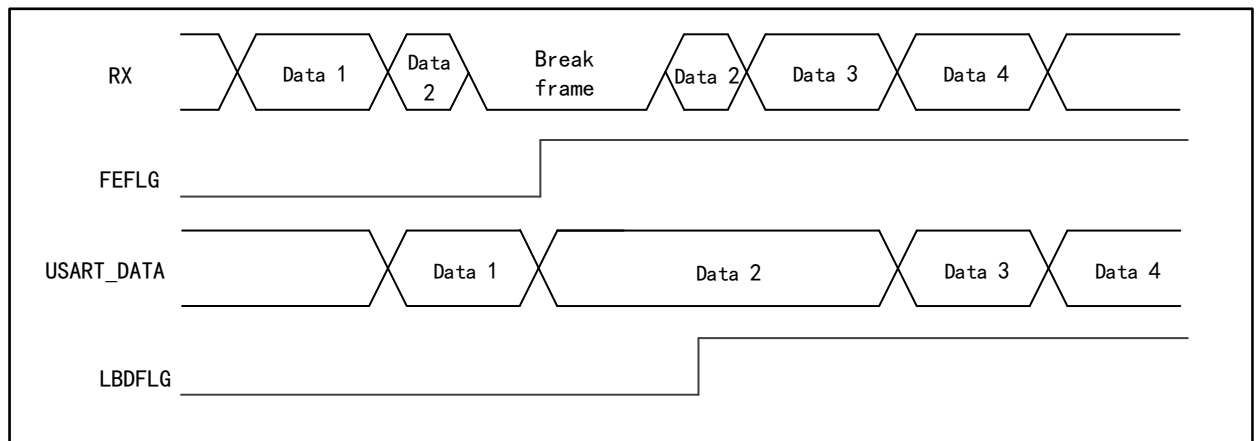 RX
Data 1
Data
2
Break
frame
Data 2
Data 3
Data 4
FEFLG
USART_DATA
Data 1
Data 2
Data 3
Data 4
LBDFLG